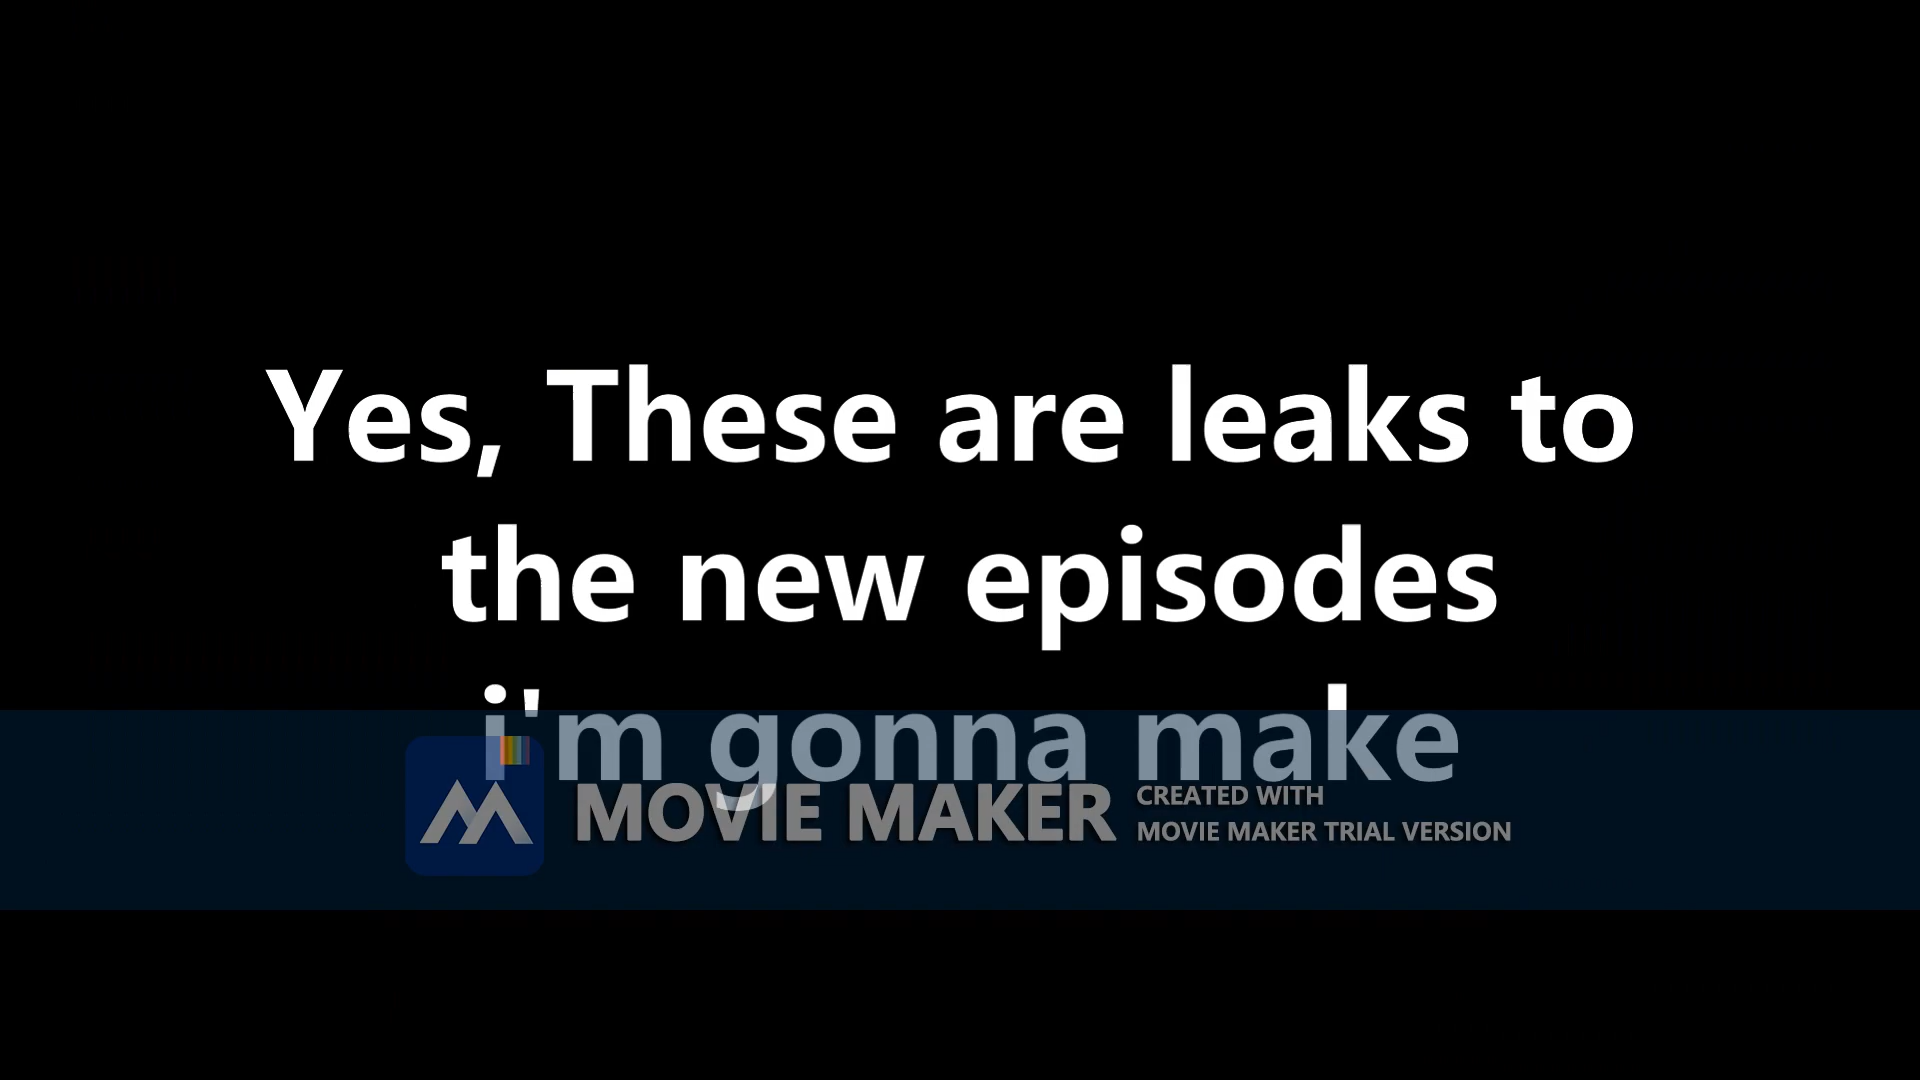 Yes, These are leaks to
the new episodes
i'm gonna make
MOVIE MAKER
CREATED WITH
MOVIE MAKER TRIAL VERSION